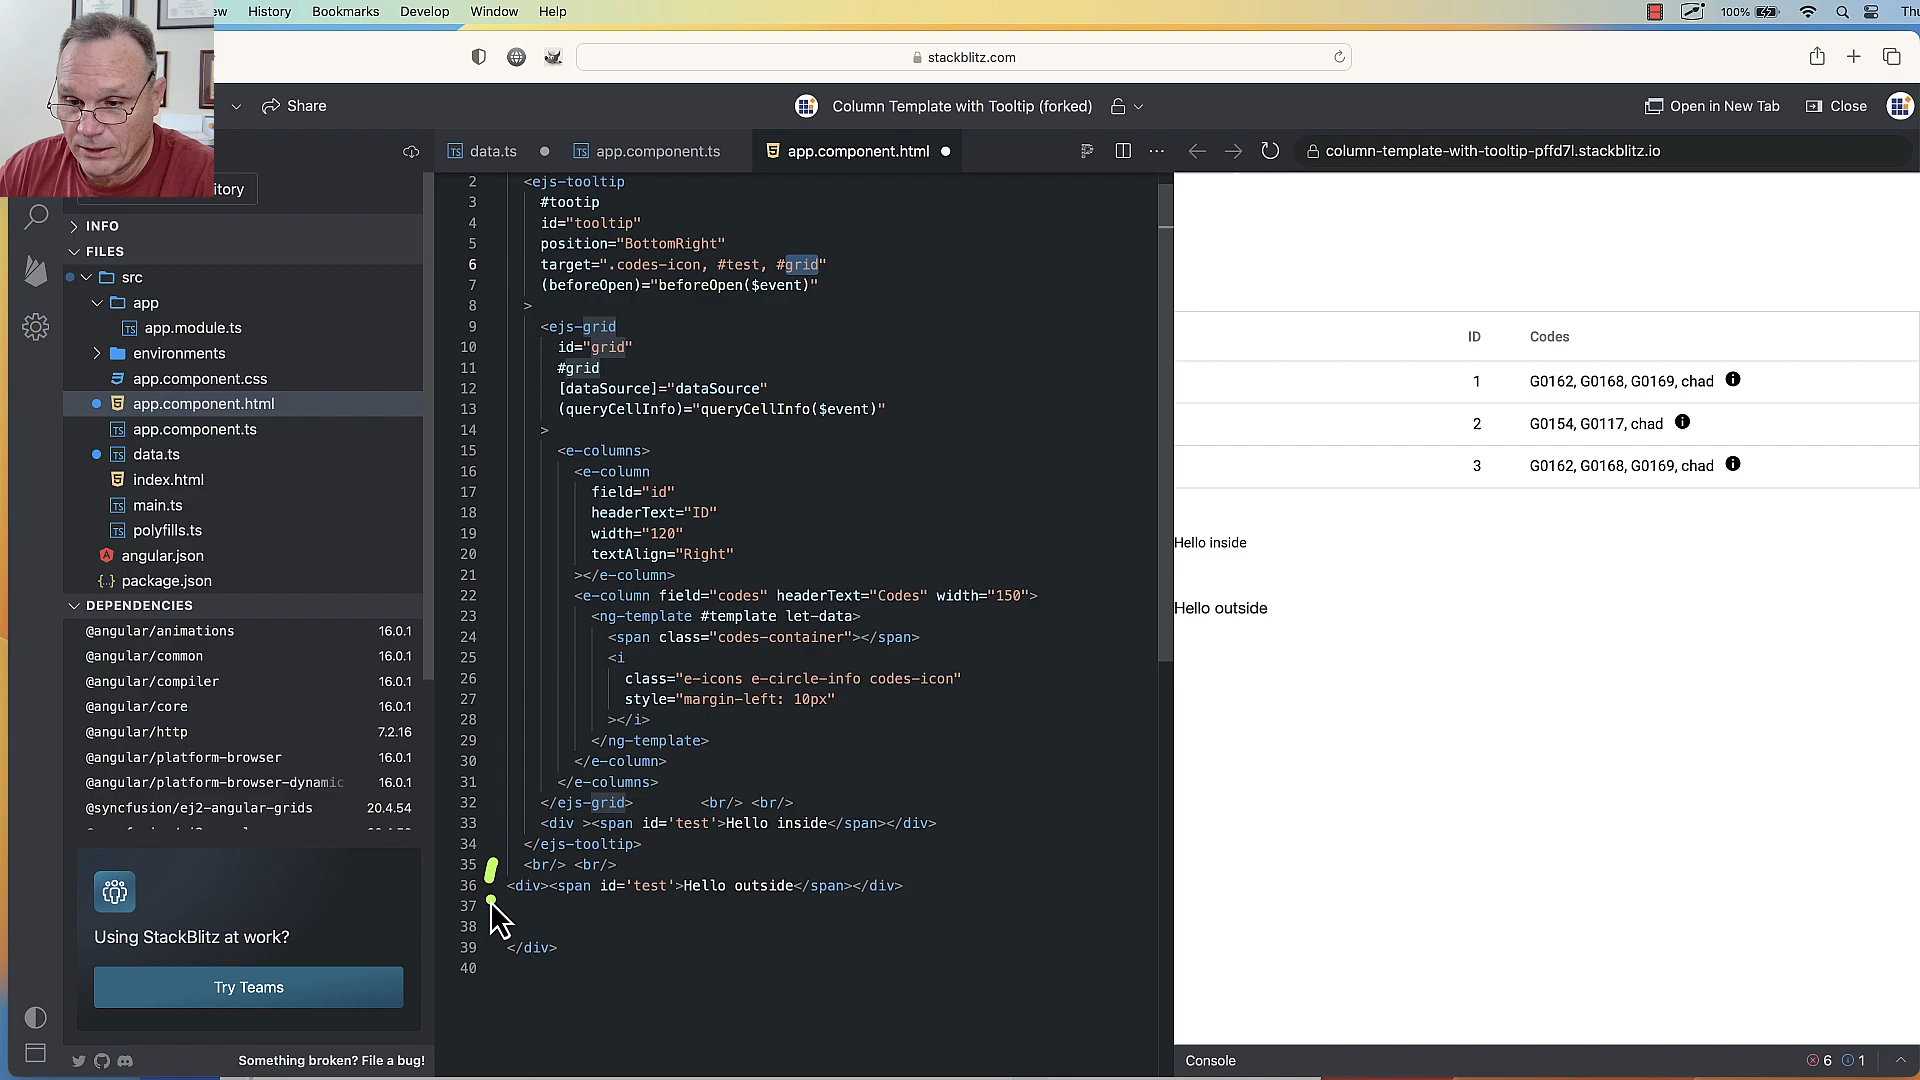 ew History Bookmarks Develop Window Help
100%
Thu
stackblitz.com
Share
Column Template with Tooltip (forked)
Open in New Tab
Close
itory
data.ts
app.component.ts
app.component.html
column-template-with-tooltip-pffd7l.stackblitz.io
INFO
FILES
src
app
app.module.ts
environments
app.component.css
app.component.html
app.component.ts
data.ts
index.html
main.ts
polyfills.ts
angular.json
package.json
DEPENDENCIES
@angular/animations 16.0.1
@angular/common 16.0.1
@angular/compiler 16.0.1
@angular/core 16.0.1
@angular/http 7.2.16
@angular/platform-browser 16.0.1
@angular/platform-browser-dynamic 16.0.1
@syncfusion/ej2-angular-grids 20.4.54
Using StackBlitz at work?
Try Teams
Something broken? File a bug!
2 <ejs-tooltip
3 #tootip
4 id="tooltip"
5 position="BottomRight"
6 target=".codes-icon, #test, #grid"
7 (beforeOpen)="beforeOpen($event)"
8 >
9 <ejs-grid
10 id="grid"
11 #grid
12 [dataSource]="dataSource"
13 (queryCellInfo)="queryCellInfo($event)"
14 >
15 <e-columns>
16 <e-column
17 field="id"
18 headerText="ID"
19 width="120"
20 textAlign="Right"
21 ></e-column>
22 <e-column field="codes" headerText="Codes" width="150">
23 <ng-template #template let-data>
24 <span class="codes-container"></span>
25 <i
26 class="e-icons e-circle-info codes-icon"
27 style="margin-left: 10px"
28 ></i>
29 </ng-template>
30 </e-column>
31 </e-columns>
32 </ejs-grid> <br/> <br/>
33 <div ><span id='test'>Hello inside</span></div>
34 </ejs-tooltip>
35 <br/> <br/>
36 <div><span id='test'>Hello outside</span></div>
37
38
39 </div>
40
ID Codes
1 G0162, G0168, G0169, chad
2 G0154, G0117, chad
3 G0162, G0168, G0169, chad
Hello inside
Hello outside
Console
6 1